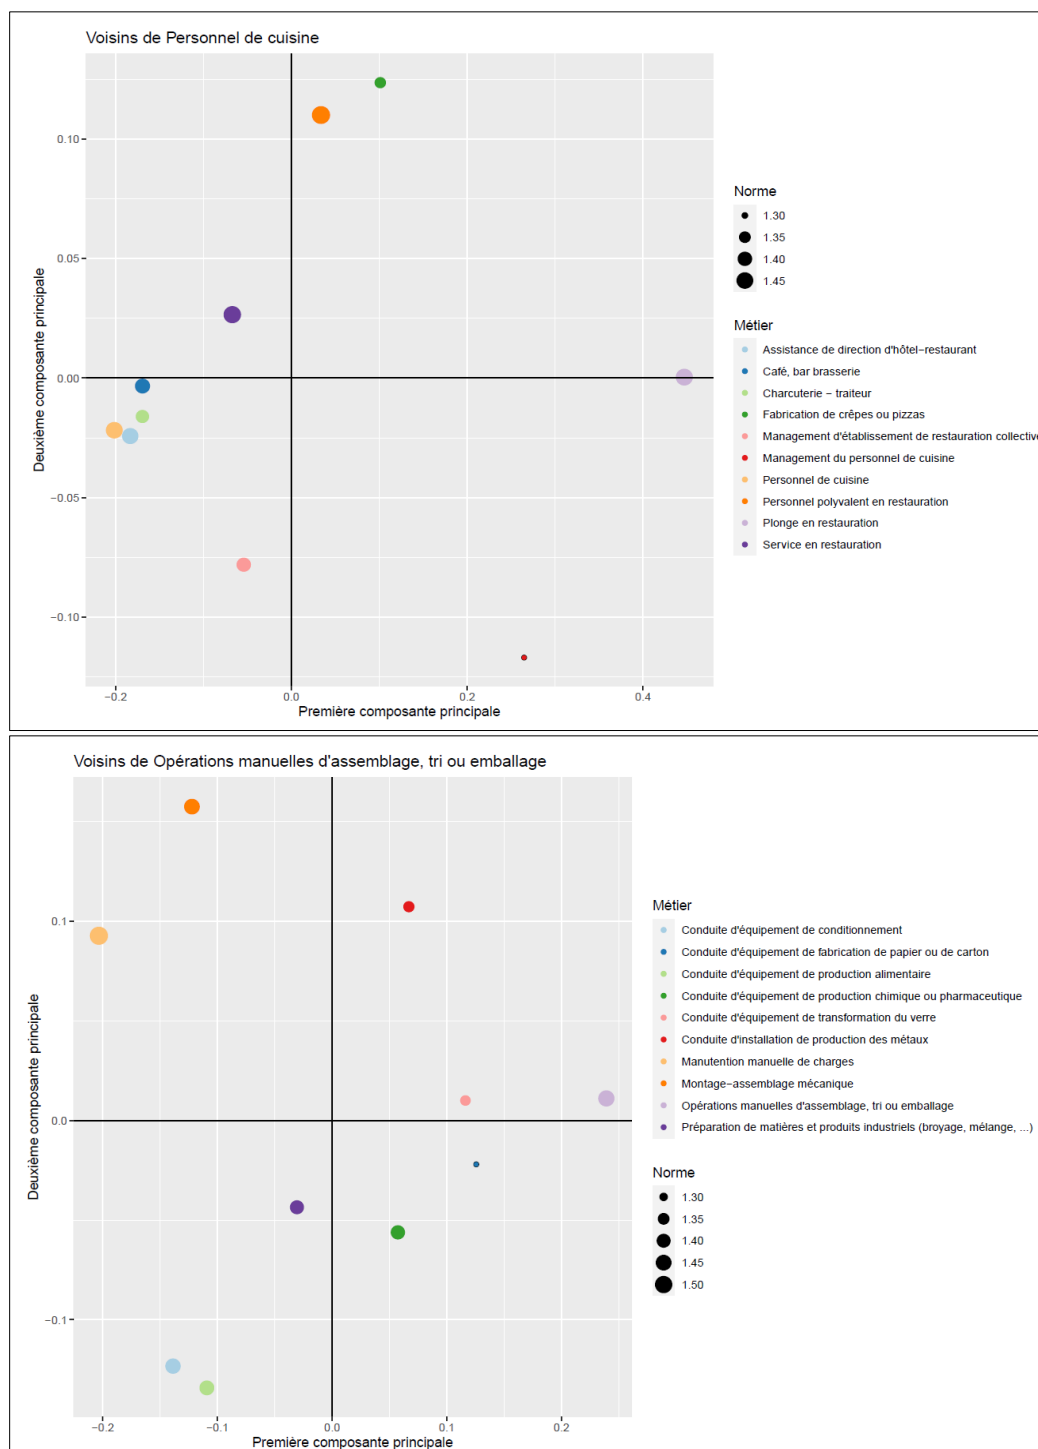 Voisins de Personnel de cuisine
0.10
0.05
0.00
−0.05
−0.10
Deuxième composante principale
−0.2
0.0
0.2
0.4
Première composante principale
Norme
1.30
1.35
1.40
1.45
Métier
Assistance de direction d'hôtel−restaurant
Café, bar brasserie
Charcuterie − traiteur
Fabrication de crêpes ou pizzas
Management d'établissement de restauration collective
Management du personnel de cuisine
Personnel de cuisine
Personnel polyvalent en restauration
Plonge en restauration
Service en restauration
Voisins de Opérations manuelles d'assemblage, tri ou emballage
0.1
0.0
−0.1
Deuxième composante principale
−0.2
−0.1
0.0
0.1
0.2
Première composante principale
Métier
Conduite d'équipement de conditionnement
Conduite d'équipement de fabrication de papier ou de carton
Conduite d'équipement de production alimentaire
Conduite d'équipement de production chimique ou pharmaceutique
Conduite d'équipement de transformation du verre
Conduite d'installation de production des métaux
Manutention manuelle de charges
Montage−assemblage mécanique
Opérations manuelles d'assemblage, tri ou emballage
Préparation de matières et produits industriels (broyage, mélange, ...)
Norme
1.30
1.35
1.40
1.45
1.50